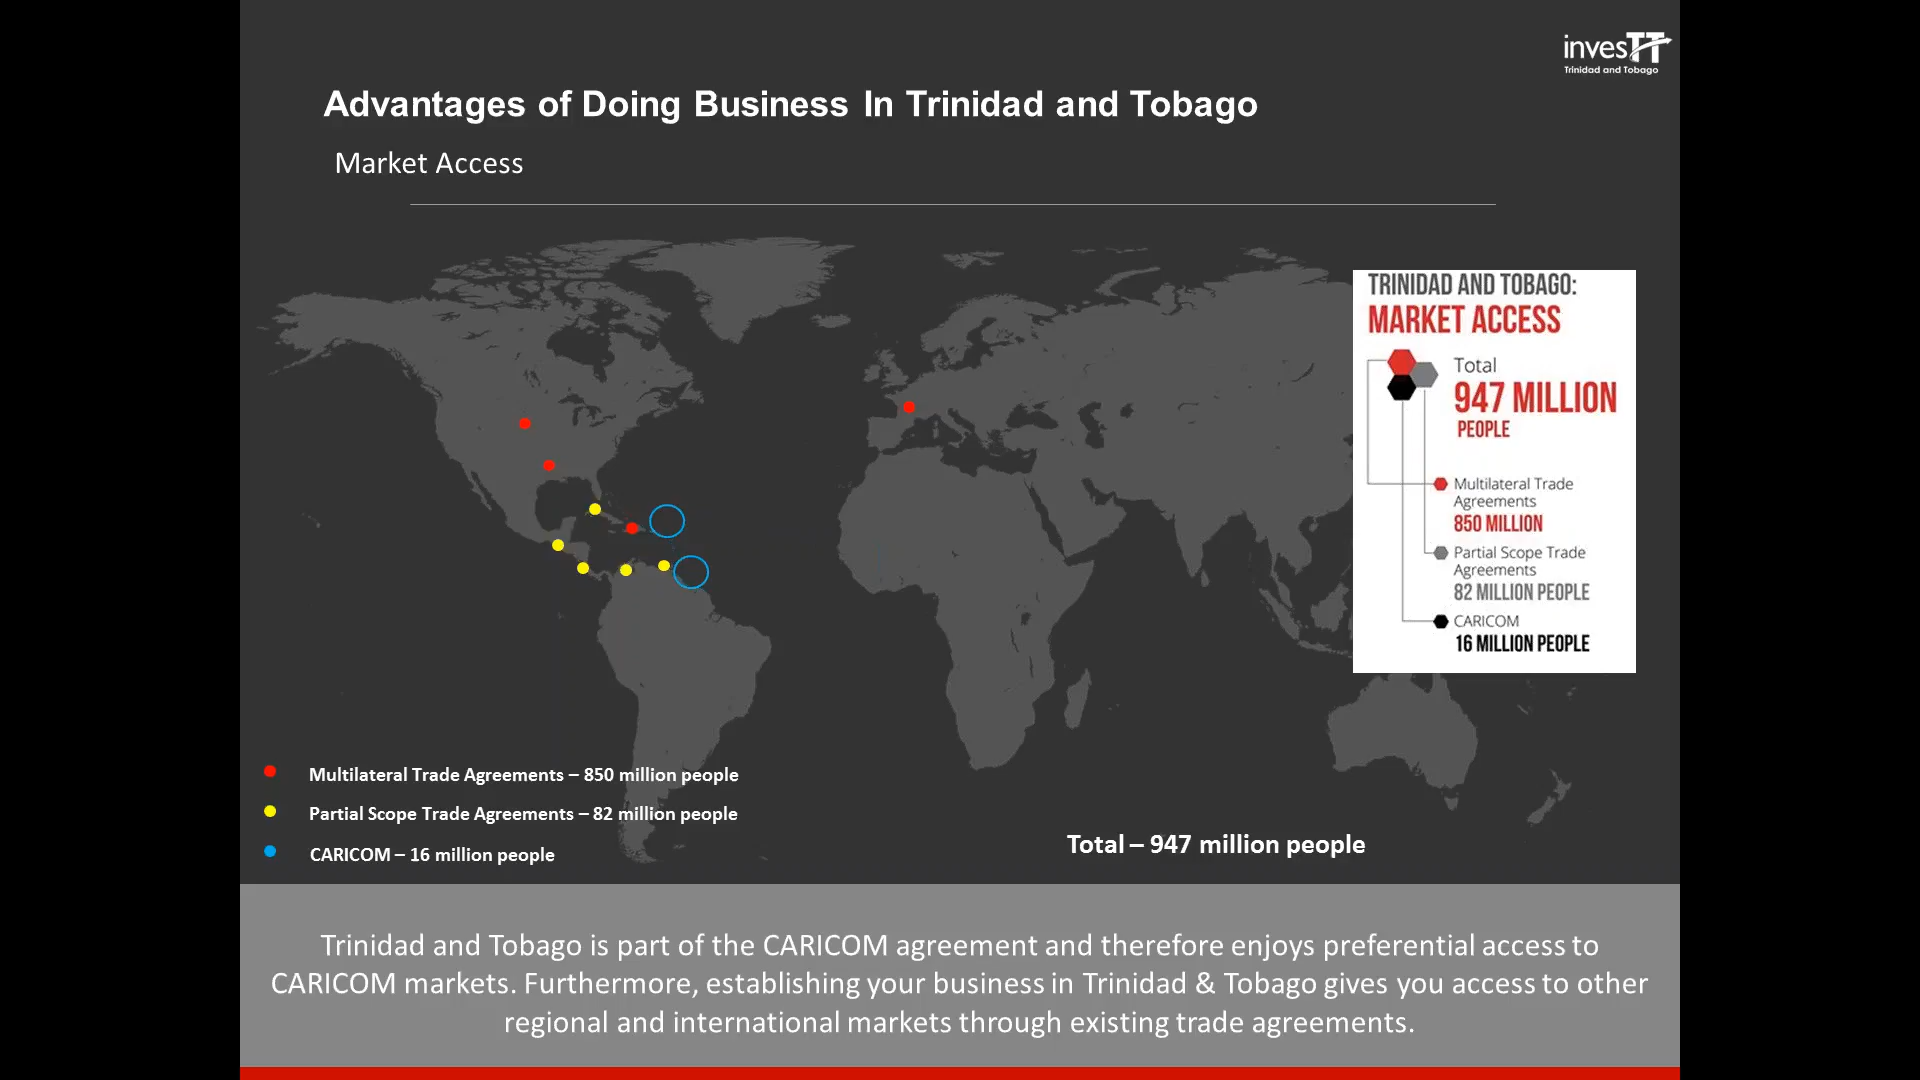 invesTT
Trinidad and Tobago
Advantages of Doing Business In Trinidad and Tobago
Market Access
TRINIDAD AND TOBAGO:
MARKET ACCESS
Total
947 MILLION
PEOPLE
Multilateral Trade
Agreements
850 MILLION
Partial Scope Trade
Agreements
82 MILLION PEOPLE
CARICOM
16 MILLION PEOPLE
Multilateral Trade Agreements – 850 million people
Partial Scope Trade Agreements – 82 million people
CARICOM – 16 million people
Total – 947 million people
Trinidad and Tobago is part of the CARICOM agreement and therefore enjoys preferential access to
CARICOM markets. Furthermore, establishing your business in Trinidad & Tobago gives you access to other
regional and international markets through existing trade agreements.